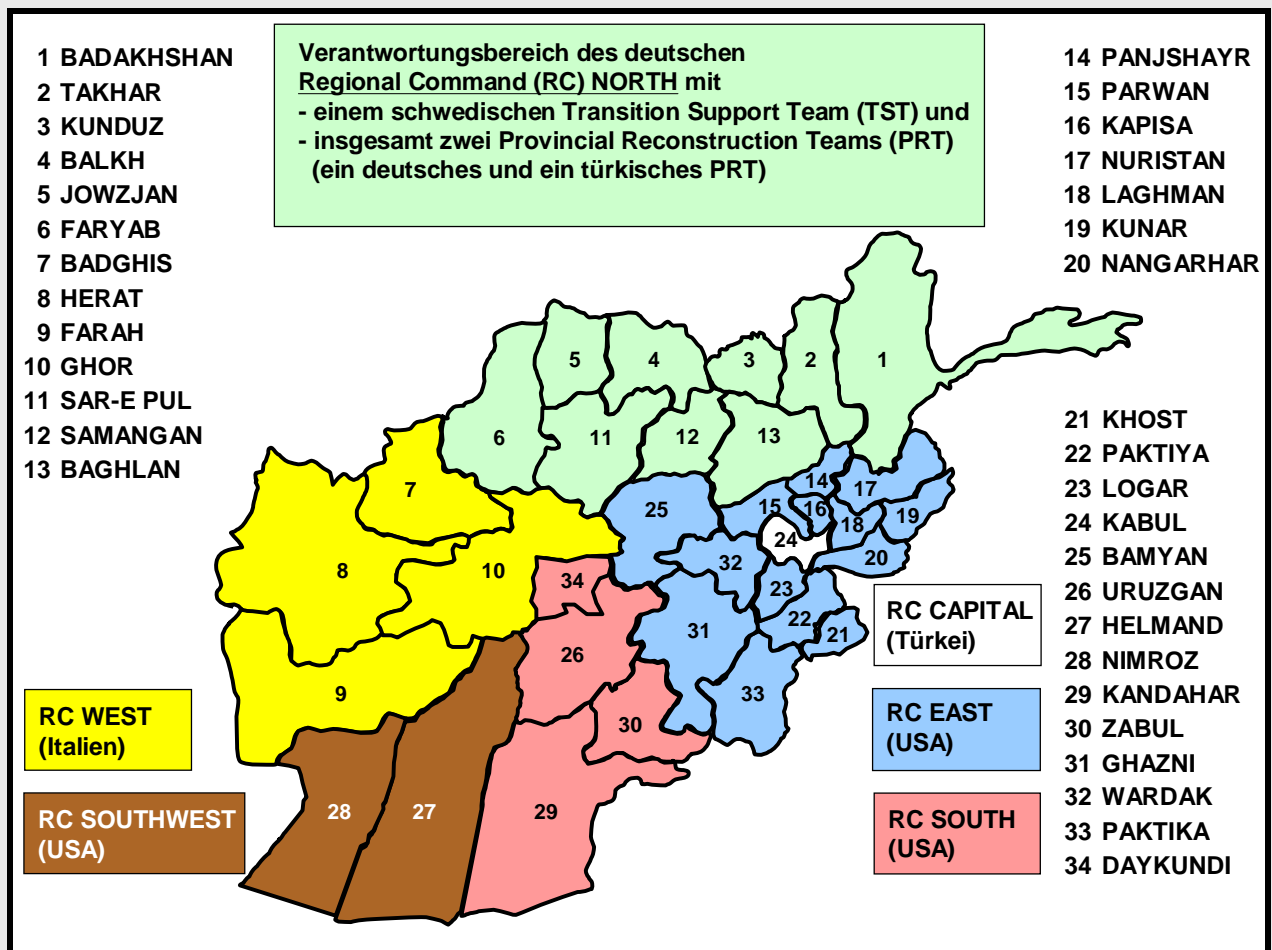 1 BADAKHSHAN
2 TAKHAR
3 KUNDUZ
4 BALKH
5 JOWZJAN
6 FARYAB
7 BADGHIS
8 HERAT
9 FARAH
10 GHOR
11 SAR-E PUL
12 SAMANGAN
13 BAGHLAN
Verantwortungsbereich des deutschen
Regional Command (RC) NORTH mit
- einem schwedischen Transition Support Team (TST) und
- insgesamt zwei Provincial Reconstruction Teams (PRT)
(ein deutsches und ein türkisches PRT)
14 PANJSHAYR
15 PARWAN
16 KAPISA
17 NURISTAN
18 LAGHMAN
19 KUNAR
20 NANGARHAR
21 KHOST
22 PAKTIYA
23 LOGAR
24 KABUL
25 BAMYAN
26 URUZGAN
27 HELMAND
28 NIMROZ
29 KANDAHAR
30 ZABUL
31 GHAZNI
32 WARDAK
33 PAKTIKA
34 DAYKUNDI
5
4
3
2
1
6
11
12
13
7
14
17
25
15
16
18
19
24
20
8
10
34
32
23
22
21
31
26
33
9
30
28
27
29
RC CAPITAL
(Türkei)
RC WEST
(Italien)
RC EAST
(USA)
RC SOUTHWEST
(USA)
RC SOUTH
(USA)